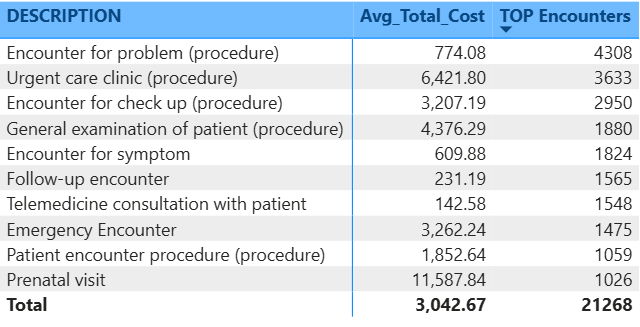 DESCRIPTION Avg_Total_Cost TOP Encounters
Encounter for problem (procedure) 774.08 4308
Urgent care clinic (procedure) 6,421.80 3633
Encounter for check up (procedure) 3,207.19 2950
General examination of patient (procedure) 4,376.29 1880
Encounter for symptom 609.88 1824
Follow-up encounter 231.19 1565
Telemedicine consultation with patient 142.58 1548
Emergency Encounter 3,262.24 1475
Patient encounter procedure (procedure) 1,852.64 1059
Prenatal visit 11,587.84 1026
Total 3,042.67 21268